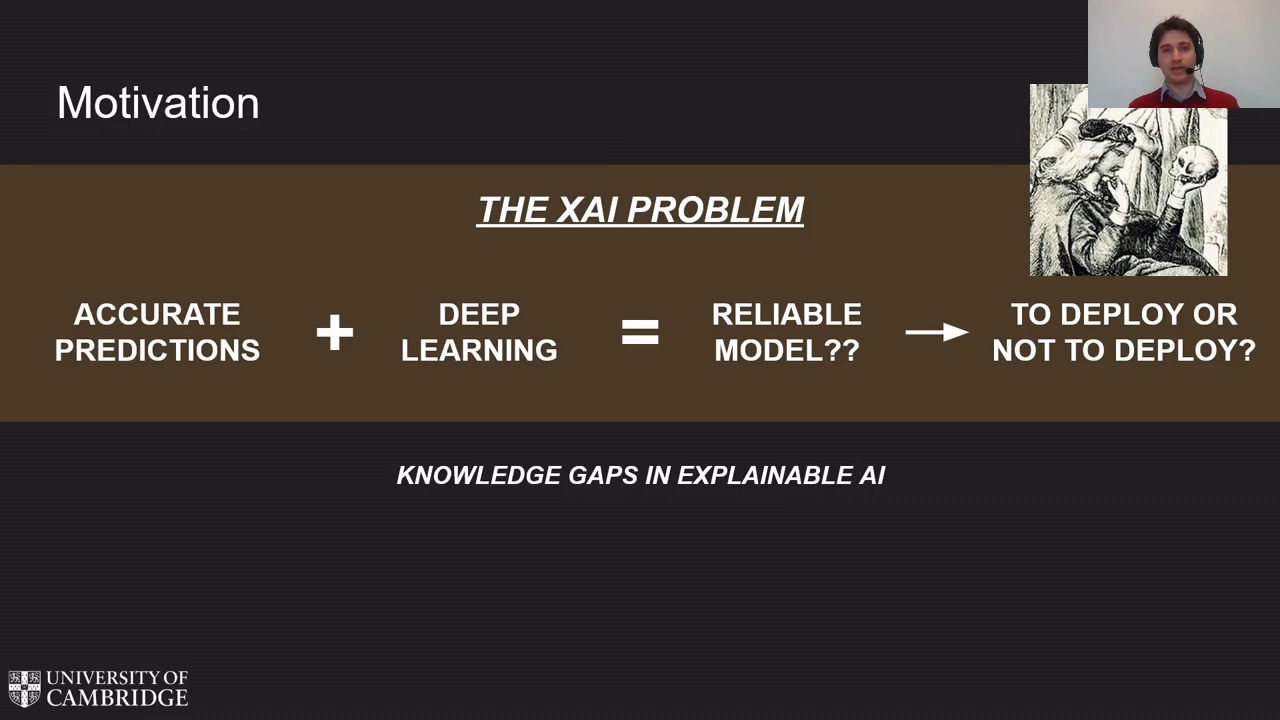 Motivation
THE XAI PROBLEM
ACCURATE
PREDICTIONS
+
DEEP
LEARNING
=
RELIABLE
MODEL??
TO DEPLOY OR
NOT TO DEPLOY?
KNOWLEDGE GAPS IN EXPLAINABLE AI
UNIVERSITY OF
CAMBRIDGE